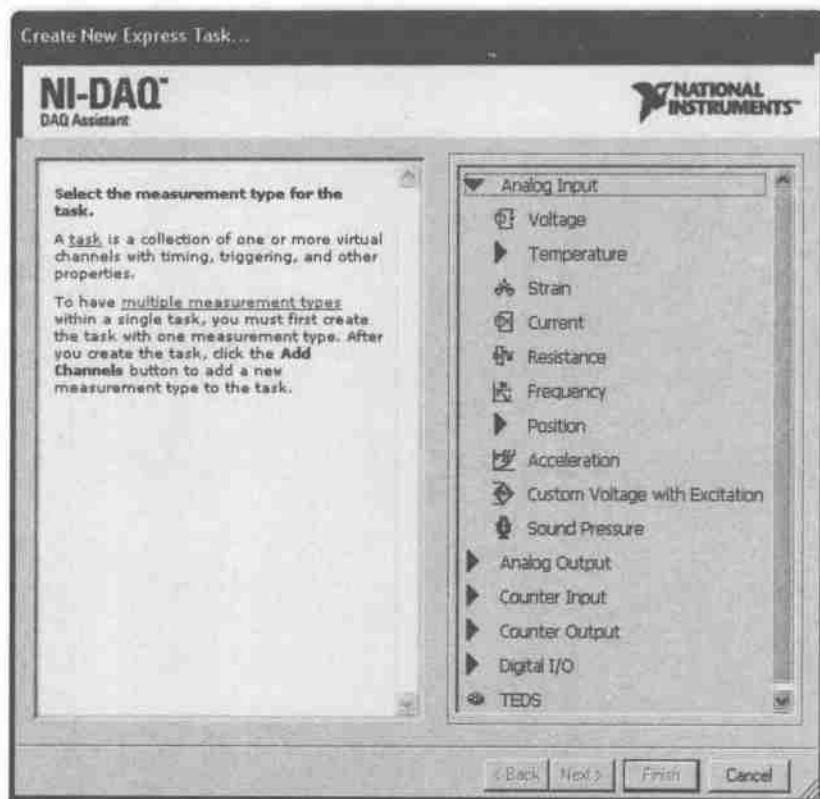 Create New Express Task...
NI-DAQ™
DAQ Assistant
NATIONAL
INSTRUMENTS™
Select the measurement type for the
task.
A task is a collection of one or more virtual
channels with timing, triggering, and other
properties.
To have multiple measurement types
within a single task, you must first create
the task with one measurement type. After
you create the task, click the Add
Channels button to add a new
measurement type to the task.
Analog Input
Voltage
Temperature
Strain
Current
Resistance
Frequency
Position
Acceleration
Custom Voltage with Excitation
Sound Pressure
Analog Output
Counter Input
Counter Output
Digital I/O
TEDS
< Back
Next >
Finish
Cancel